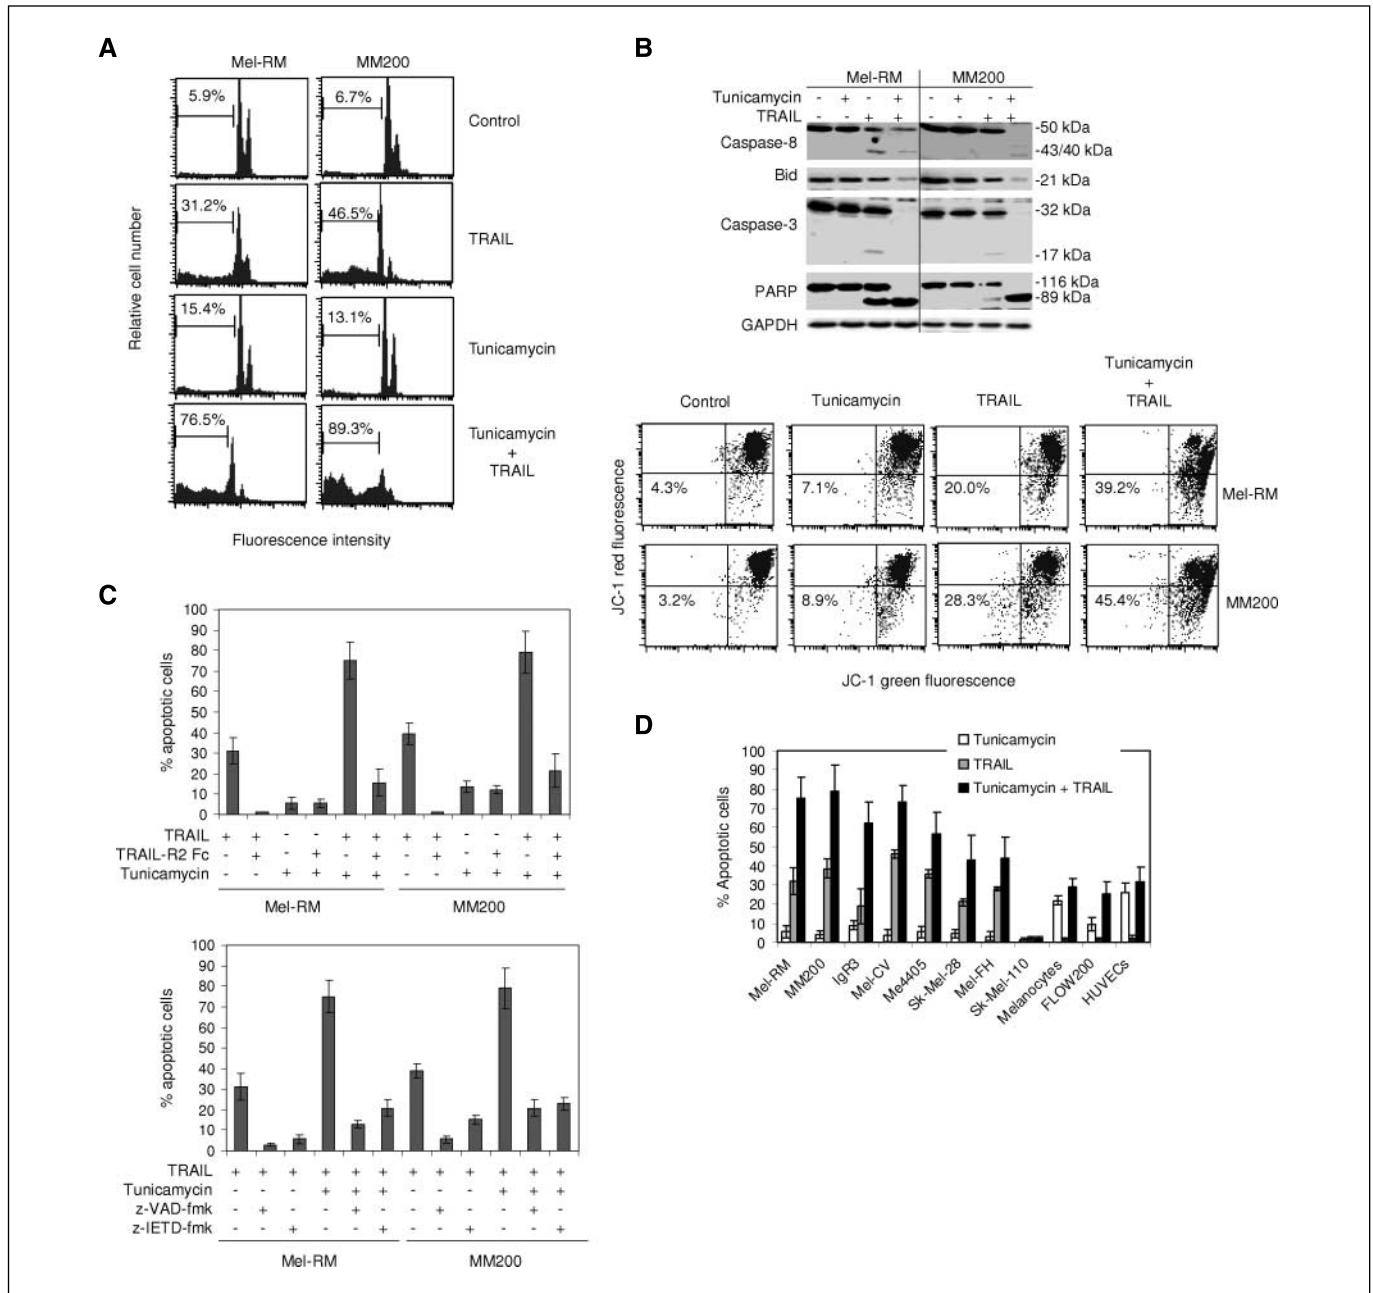 A
Mel-RM MM200
5.9% 6.7% Control
31.2% 46.5% TRAIL
15.4% 13.1% Tunicamycin
76.5% 89.3% Tunicamycin
+
TRAIL
Relative cell number
Fluorescence intensity
B
Mel-RM MM200
Tunicamycin - + - + - + - +
TRAIL - - + + - - + +
Caspase-8 -50 kDa
-43/40 kDa
Bid -21 kDa
Caspase-3 -32 kDa
-17 kDa
PARP -116 kDa
-89 kDa
GAPDH
Control Tunicamycin TRAIL Tunicamycin
+
TRAIL
4.3% 7.1% 20.0% 39.2% Mel-RM
3.2% 8.9% 28.3% 45.4% MM200
JC-1 red fluorescence
JC-1 green fluorescence
C
% apoptotic cells
100
90
80
70
60
50
40
30
20
10
0
TRAIL + + - - + + + + - - + +
TRAIL-R2 Fc - + - + - + - + - + - +
Tunicamycin - - + + + + - - + + + +
Mel-RM MM200
% apoptotic cells
100
90
80
70
60
50
40
30
20
10
0
TRAIL + + + + + + + + + + + +
Tunicamycin - - - + + + - - - + + +
z-VAD-fmk - + - - + - - + - - + -
z-IETD-fmk - - + - - + - - + - - +
Mel-RM MM200
D
Tunicamycin
TRAIL
Tunicamycin + TRAIL
% Apoptotic cells
100
90
80
70
60
50
40
30
20
10
0
Mel-RM MM200 IgR3 Mel-CV Me4405 Sk-Mel-28 Mel-FH Sk-Mel-110 Melanocytes FLOW200 HUVECs